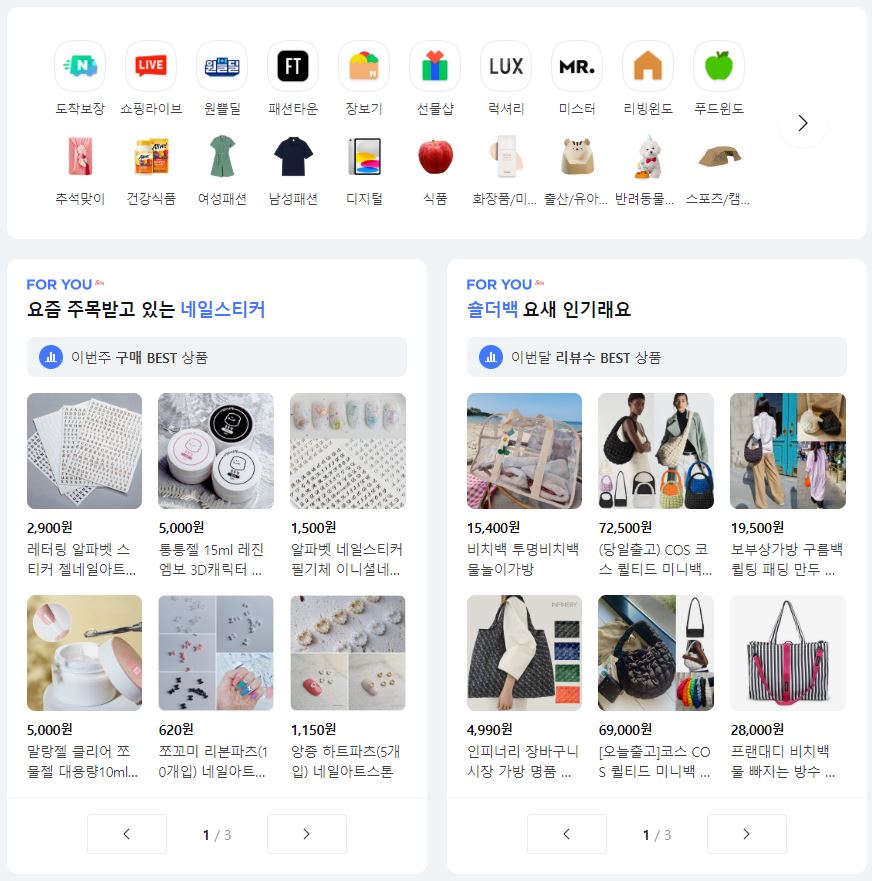 N
LIVE
원쁠딜
FT
N
LUX
MR.
도착보장
쇼핑라이브
원쁠딜
패션타운
장보기
선물샵
럭셔리
미스터
리빙윈도
푸드윈도
추석맞이
건강식품
여성패션
남성패션
디지털
식품
화장품/미...
출산/유아...
반려동물...
스포츠/캠...
FOR YOU
요즘 주목받고 있는 네일스티커
이번주 구매 BEST 상품
2,900원
레터링 알파벳 스
티커 젤네일아트...
5,000원
통통젤 15ml 레진
엠보 3D캐릭터 ...
1,500원
알파벳 네일스티커
필기체 이니셜네...
5,000원
말랑젤 클리어 쪼
물젤 대용량10ml...
620원
쪼꼬미 리본파츠(1
0개입) 네일아트...
1,150원
앙증 하트파츠(5개
입) 네일아트스톤
1 / 3
FOR YOU
숄더백 요새 인기래요
이번달 리뷰수 BEST 상품
15,400원
비치백 투명비치백
물놀이가방
72,500원
(당일출고) COS 코
스 퀼티드 미니백...
19,500원
보부상가방 구름백
퀼팅 패딩 만두 ...
INFINERY
4,990원
인피너리 장바구니
시장 가방 명품 ...
69,000원
[오늘출고]코스 CO
S 퀼티드 미니백 ...
28,000원
프랜대디 비치백
물 빠지는 방수 ...
1 / 3